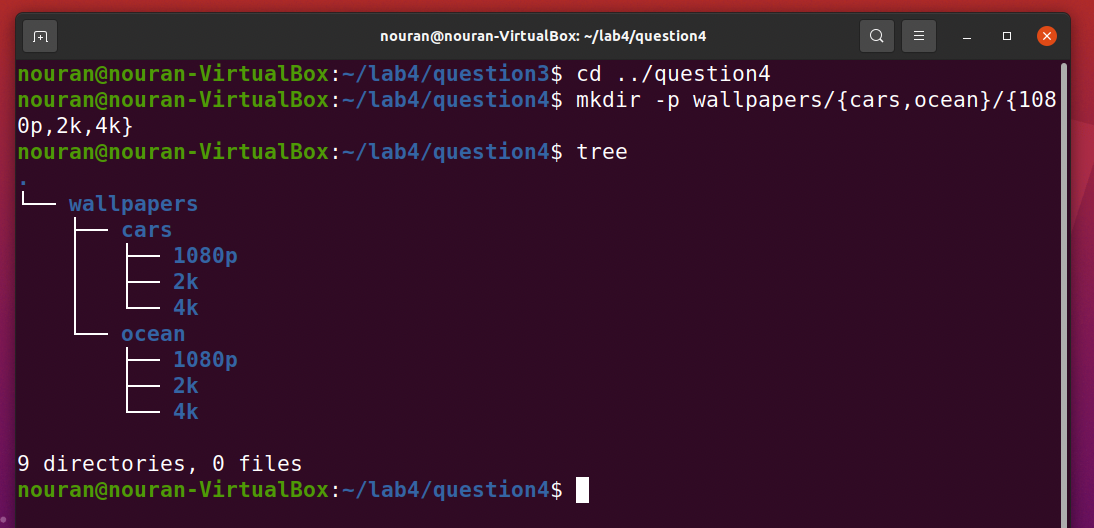 nouran@nouran-VirtualBox: ~/lab4/question4
nouran@nouran-VirtualBox:~/lab4/question3$ cd ../question4
nouran@nouran-VirtualBox:~/lab4/question4$ mkdir -p wallpapers/{cars,ocean}/{108
0p,2k,4k}
nouran@nouran-VirtualBox:~/lab4/question4$ tree
.
└── wallpapers
    ├── cars
    │   ├── 1080p
    │   ├── 2k
    │   └── 4k
    └── ocean
        ├── 1080p
        ├── 2k
        └── 4k

9 directories, 0 files
nouran@nouran-VirtualBox:~/lab4/question4$